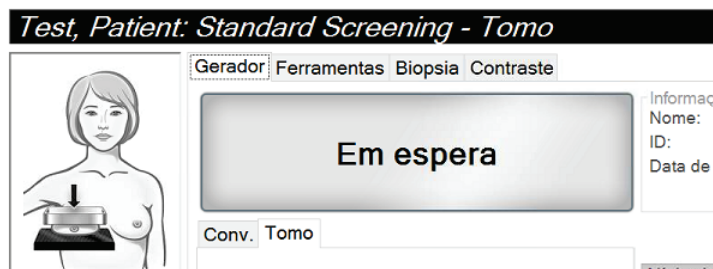 Test, Patient: Standard Screening - Tomo
Gerador Ferramentas Biopsia Contraste
Em espera
Nome:
ID:
Data de
Conv. Tomo